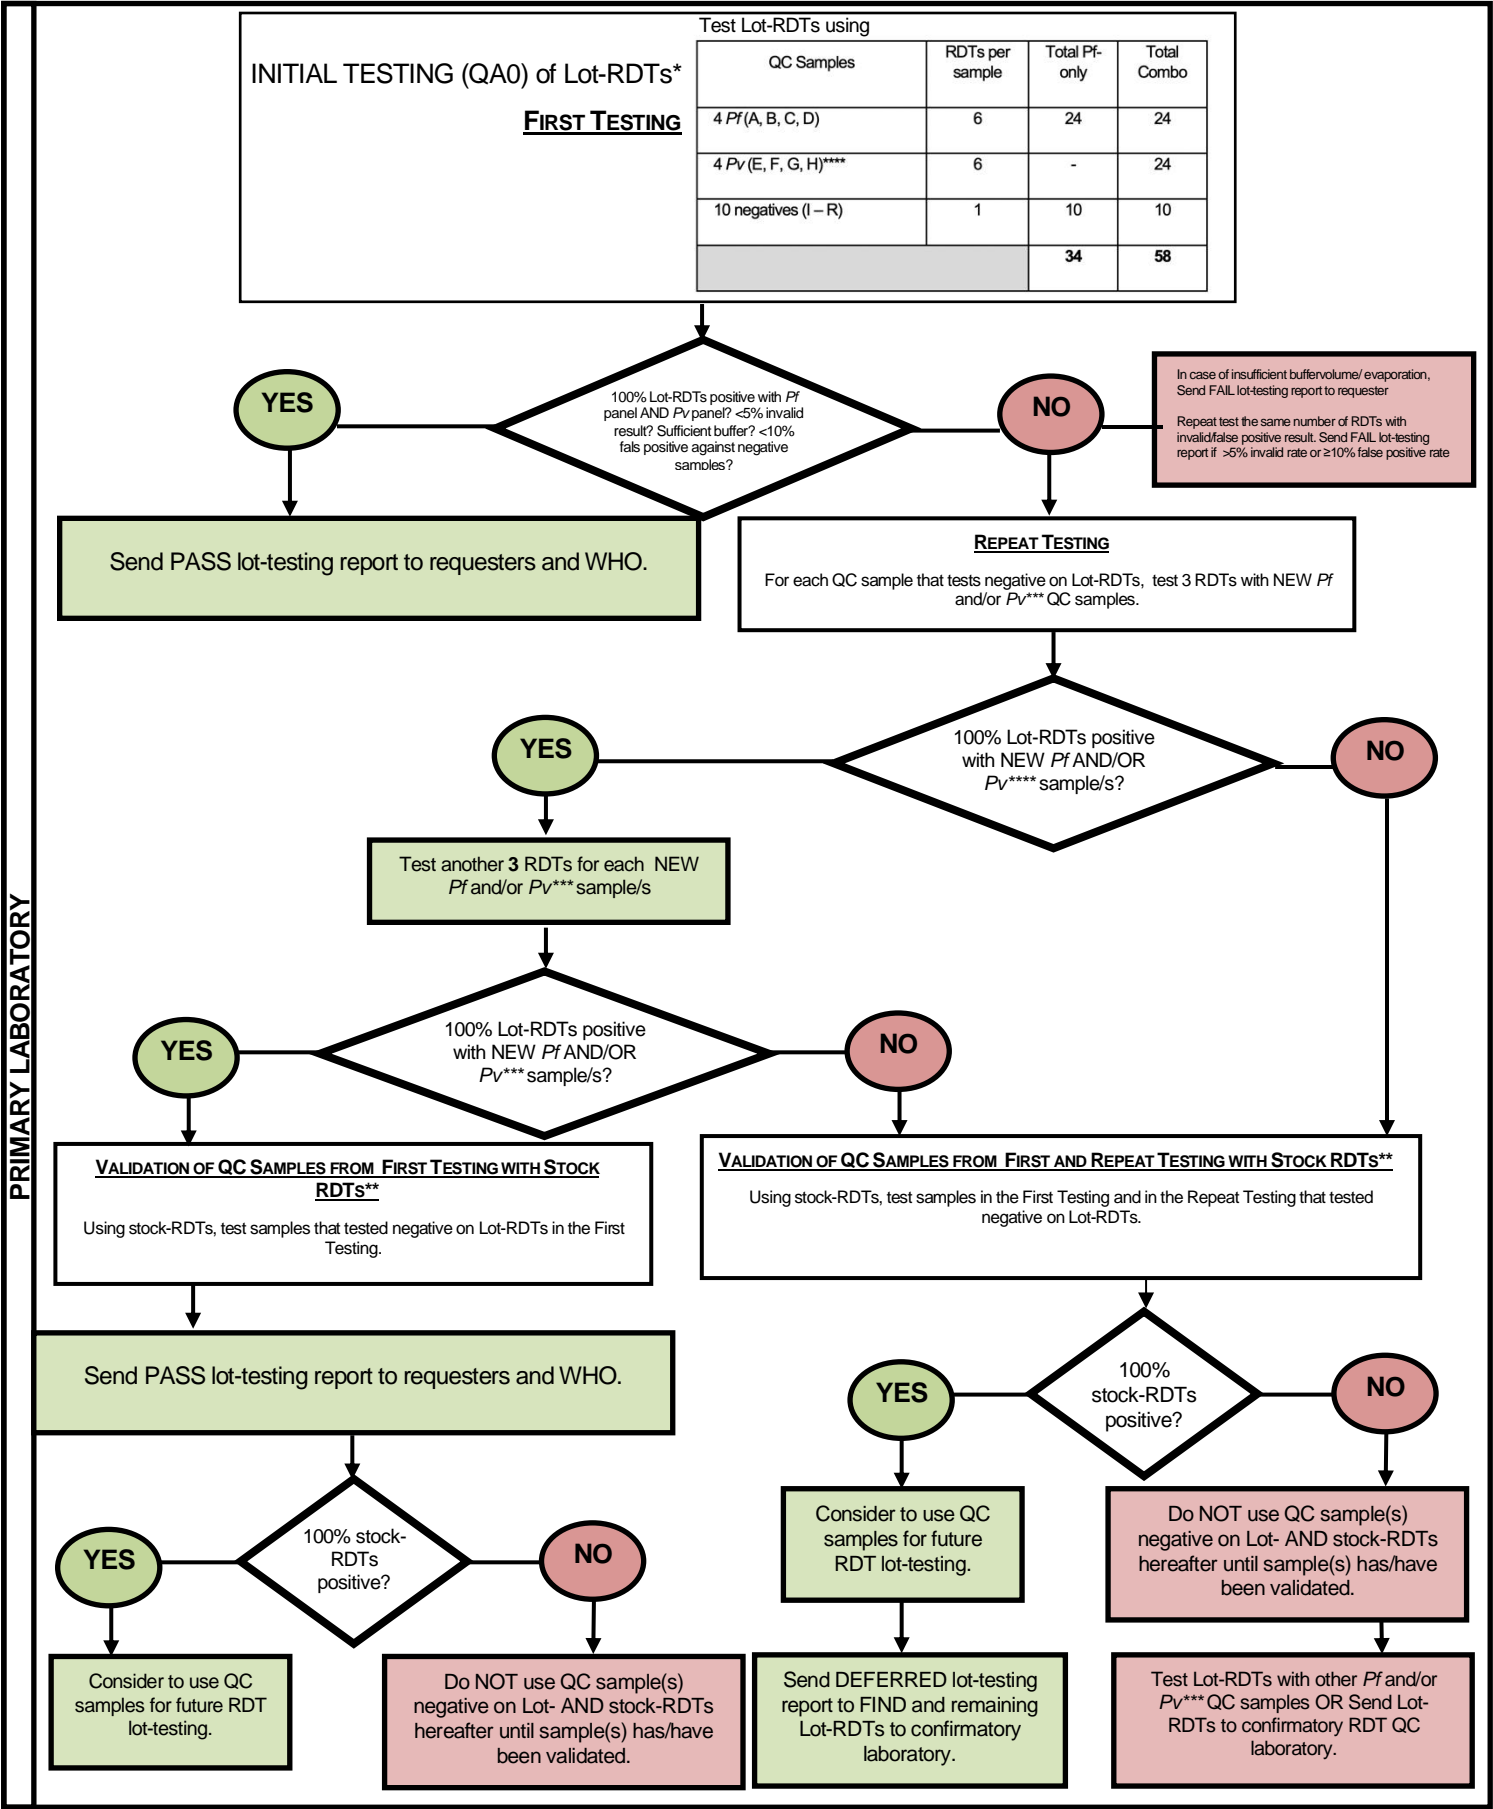 PRIMARY LABORATORY
INITIAL TESTING (QA0) of Lot-RDTs*
FIRST TESTING
Test Lot-RDTs using
QC Samples RDTs per sample Total Pf-only Total Combo
4 Pf (A, B, C, D) 6 24 24
4 Pv (E, F, G, H)**** 6 - 24
10 negatives (I – R) 1 10 10
34 58
100% Lot-RDTs positive with Pf
panel AND Pv panel? <5% invalid
result? Sufficient buffer? <10%
fals positive against negative
samples?
YES
NO
In case of insufficient buffervolume/ evaporation,
Send FAIL lot-testing report to requester
Repeat test the same number of RDTs with
invalid/false positive result. Send FAIL lot-testing
report if >5% invalid rate or ≥10% false positive rate
Send PASS lot-testing report to requesters and WHO.
REPEAT TESTING
For each QC sample that tests negative on Lot-RDTs, test 3 RDTs with NEW Pf
and/or Pv*** QC samples.
100% Lot-RDTs positive
with NEW Pf AND/OR
Pv**** sample/s?
YES
NO
Test another 3 RDTs for each NEW
Pf and/or Pv*** sample/s
100% Lot-RDTs positive
with NEW Pf AND/OR
Pv*** sample/s?
YES
NO
VALIDATION OF QC SAMPLES FROM FIRST TESTING WITH STOCK
RDTS**
Using stock-RDTs, test samples that tested negative on Lot-RDTs in the First
Testing.
VALIDATION OF QC SAMPLES FROM FIRST AND REPEAT TESTING WITH STOCK RDTS**
Using stock-RDTs, test samples in the First Testing and in the Repeat Testing that tested
negative on Lot-RDTs.
Send PASS lot-testing report to requesters and WHO.
100%
stock-RDTs
positive?
YES
NO
Consider to use QC
samples for future
RDT lot-testing.
Do NOT use QC sample(s)
negative on Lot- AND stock-RDTs
hereafter until sample(s) has/have
been validated.
100% stock-
RDTs
positive?
YES
NO
Consider to use QC
samples for future RDT
lot-testing.
Do NOT use QC sample(s)
negative on Lot- AND stock-RDTs
hereafter until sample(s) has/have
been validated.
Send DEFERRED lot-testing
report to FIND and remaining
Lot-RDTs to confirmatory
laboratory.
Test Lot-RDTs with other Pf and/or
Pv*** QC samples OR Send Lot-
RDTs to confirmatory RDT QC
laboratory.